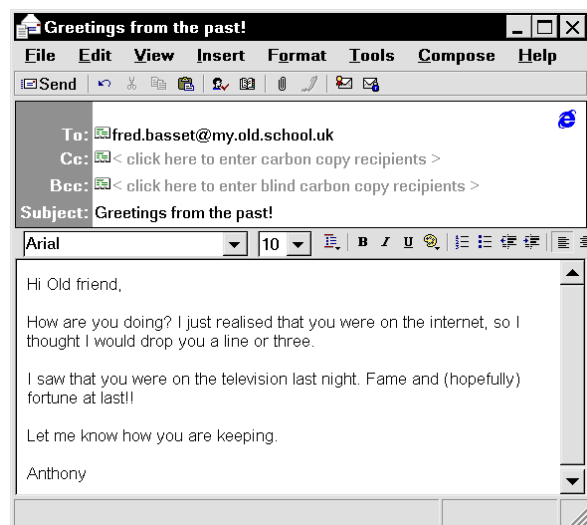 Greetings from the past!
File Edit View Insert Format Tools Compose Help
Send
To: fred.basset@my.old.school.uk
Cc: < click here to enter carbon copy recipients >
Bcc: < click here to enter blind carbon copy recipients >
Subject: Greetings from the past!
Arial 10 B I U
Hi Old friend,
How are you doing? I just realised that you were on the internet, so I
thought I would drop you a line or three.
I saw that you were on the television last night. Fame and (hopefully)
fortune at last!!
Let me know how you are keeping.
Anthony